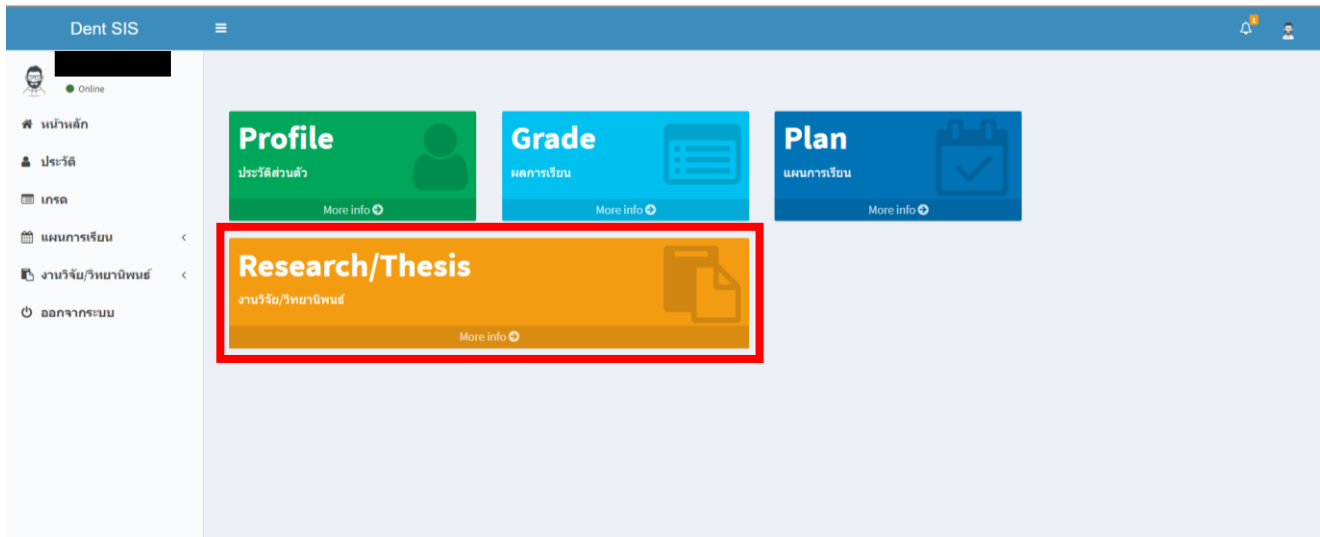 Dent SIS
1
Online
หน้าหลัก
ประวัติ
เกรด
แผนการเรียน
งานวิจัย/วิทยานิพนธ์
ออกจากระบบ
Profile
ประวัติส่วนตัว
More info
Grade
ผลการเรียน
More info
Plan
แผนการเรียน
More info
Research/Thesis
งานวิจัย/วิทยานิพนธ์
More info